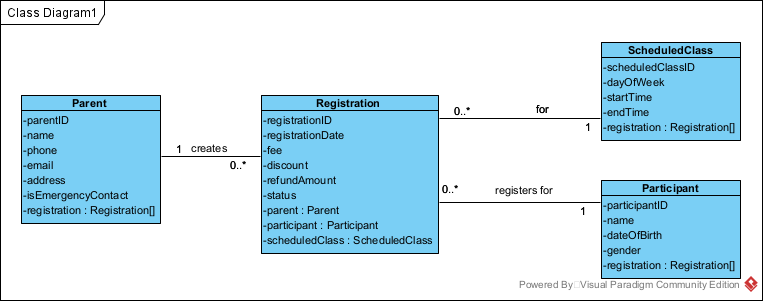 Class Diagram1
ScheduledClass
-scheduledClassID
-dayOfWeek
-startTime
-endTime
-registration : Registration[]
Parent
-parentID
-name
-phone
-email
-address
-isEmergencyContact
-registration : Registration[]
1 creates
0..*
Registration
-registrationID
-registrationDate
-fee
-discount
-refundAmount
-status
-parent : Parent
-participant : Participant
-scheduledClass : ScheduledClass
0..* for
1
0..* registers for
1
Participant
-participantID
-name
-dateOfBirth
-gender
-registration : Registration[]
Powered By Visual Paradigm Community Edition